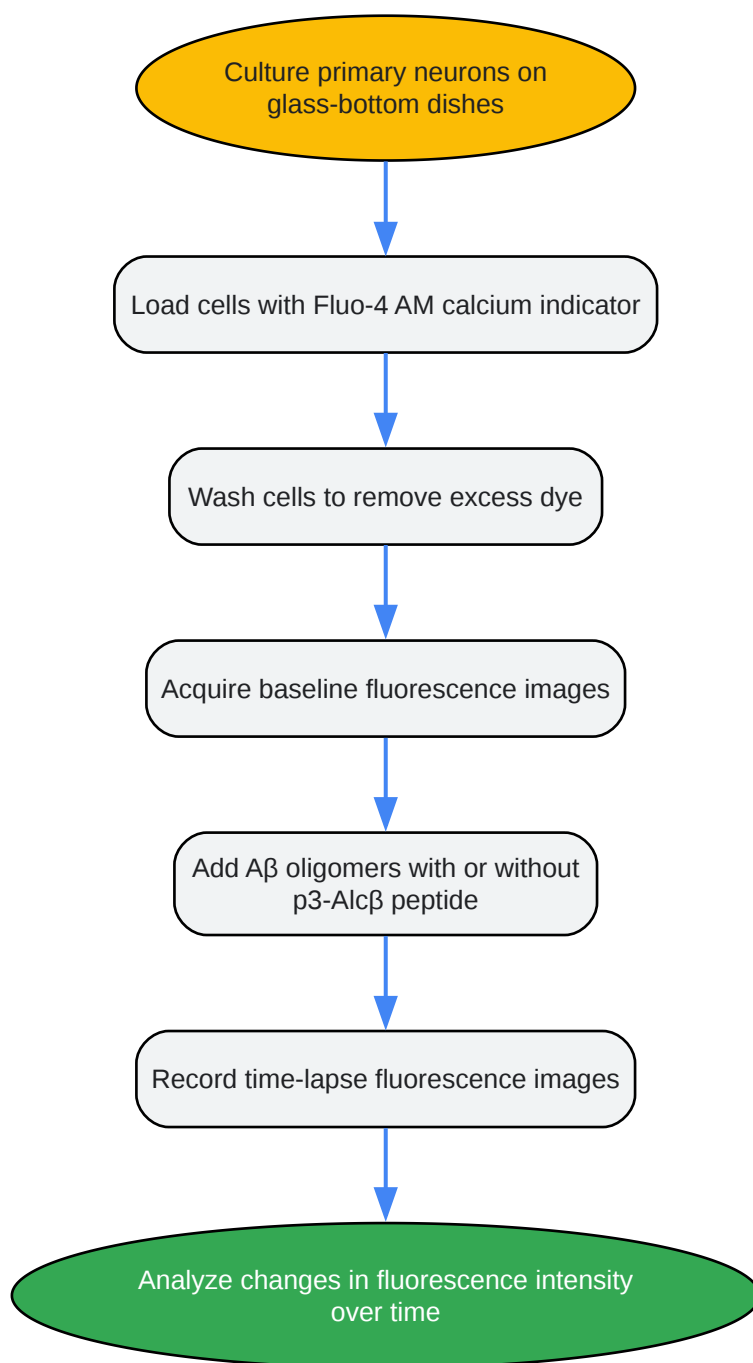 Culture primary neurons on
glass-bottom dishes
Load cells with Fluo-4 AM calcium indicator
Wash cells to remove excess dye
Acquire baseline fluorescence images
Add Aβ oligomers with or without
p3-Alcβ peptide
Record time-lapse fluorescence images
Analyze changes in fluorescence intensity
over time